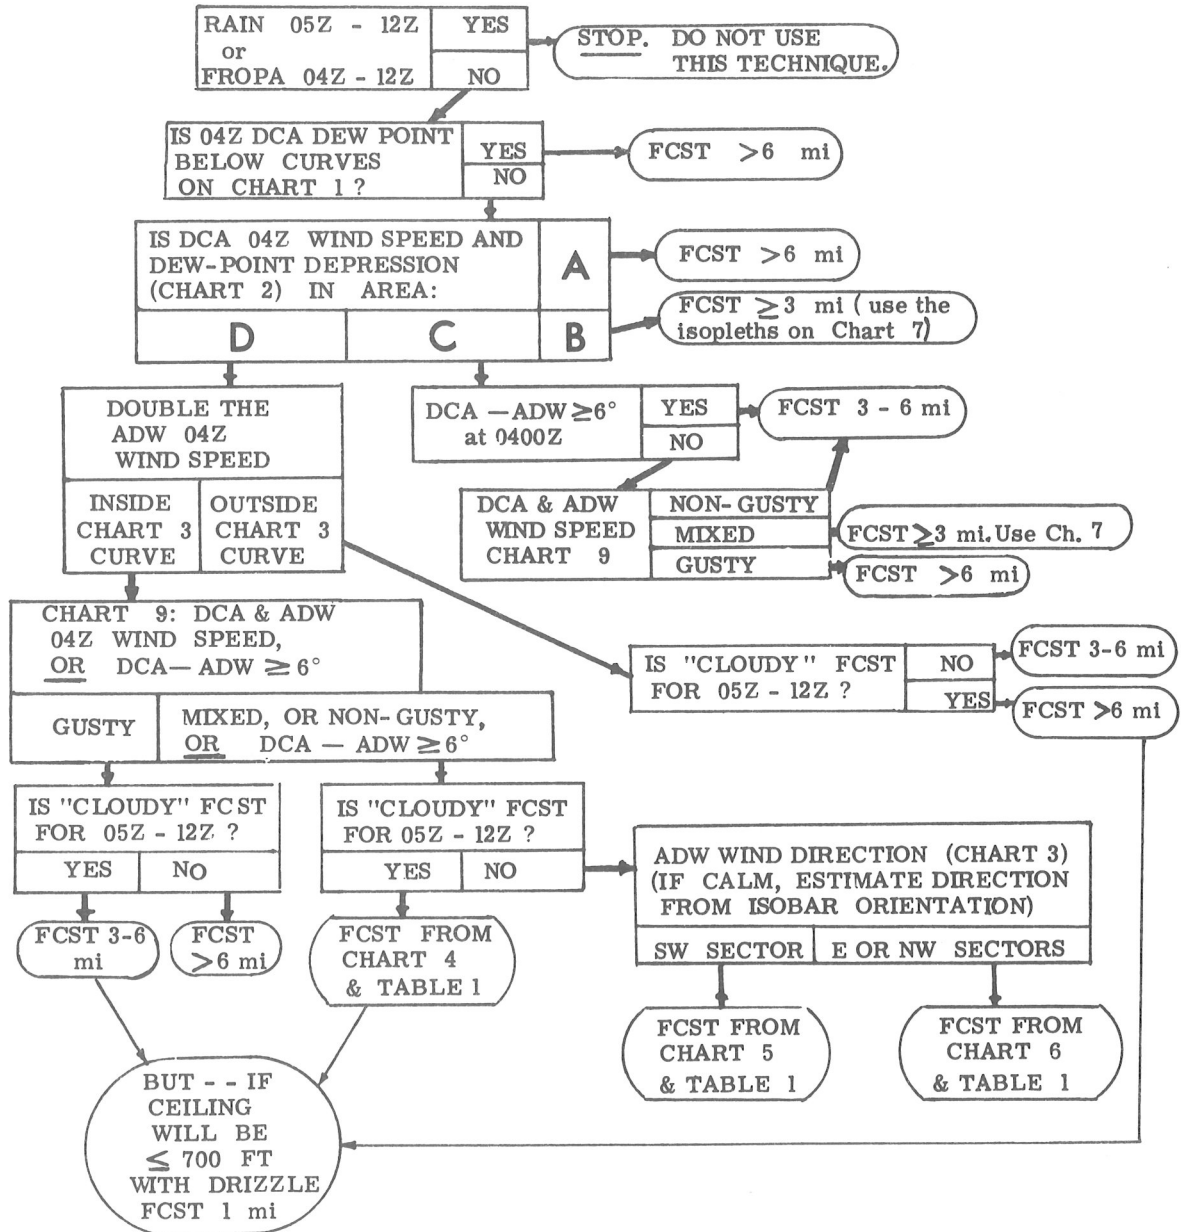 RAIN 05Z - 12Z
or
FROPA 04Z - 12Z
YES
NO
STOP. DO NOT USE
THIS TECHNIQUE.
IS 04Z DCA DEW POINT
BELOW CURVES
ON CHART 1 ?
YES
NO
FCST >6 mi
IS DCA 04Z WIND SPEED AND
DEW-POINT DEPRESSION
(CHART 2) IN AREA:
A
FCST >6 mi
D
C
B
FCST ≥3 mi ( use the
isopleths on Chart 7)
DOUBLE THE
ADW 04Z
WIND SPEED
INSIDE
CHART 3
CURVE
OUTSIDE
CHART 3
CURVE
DCA — ADW ≥6°
at 0400Z
YES
NO
FCST 3 - 6 mi
DCA & ADW
WIND SPEED
CHART 9
NON-GUSTY
MIXED
GUSTY
FCST ≥3 mi. Use Ch. 7
FCST >6 mi
CHART 9: DCA & ADW
04Z WIND SPEED,
OR DCA — ADW ≥ 6°
GUSTY
MIXED, OR NON-GUSTY,
OR DCA — ADW ≥ 6°
IS "CLOUDY" FCST
FOR 05Z - 12Z ?
NO
YES
FCST 3-6 mi
FCST >6 mi
IS "CLOUDY" FCST
FOR 05Z - 12Z ?
YES
NO
FCST 3-6
mi
FCST
>6 mi
IS "CLOUDY" FCST
FOR 05Z - 12Z ?
YES
NO
FCST FROM
CHART 4
& TABLE 1
ADW WIND DIRECTION (CHART 3)
(IF CALM, ESTIMATE DIRECTION
FROM ISOBAR ORIENTATION)
SW SECTOR
E OR NW SECTORS
FCST FROM
CHART 5
& TABLE 1
FCST FROM
CHART 6
& TABLE 1
BUT - - IF
CEILING
WILL BE
≤ 700 FT
WITH DRIZZLE
FCST 1 mi